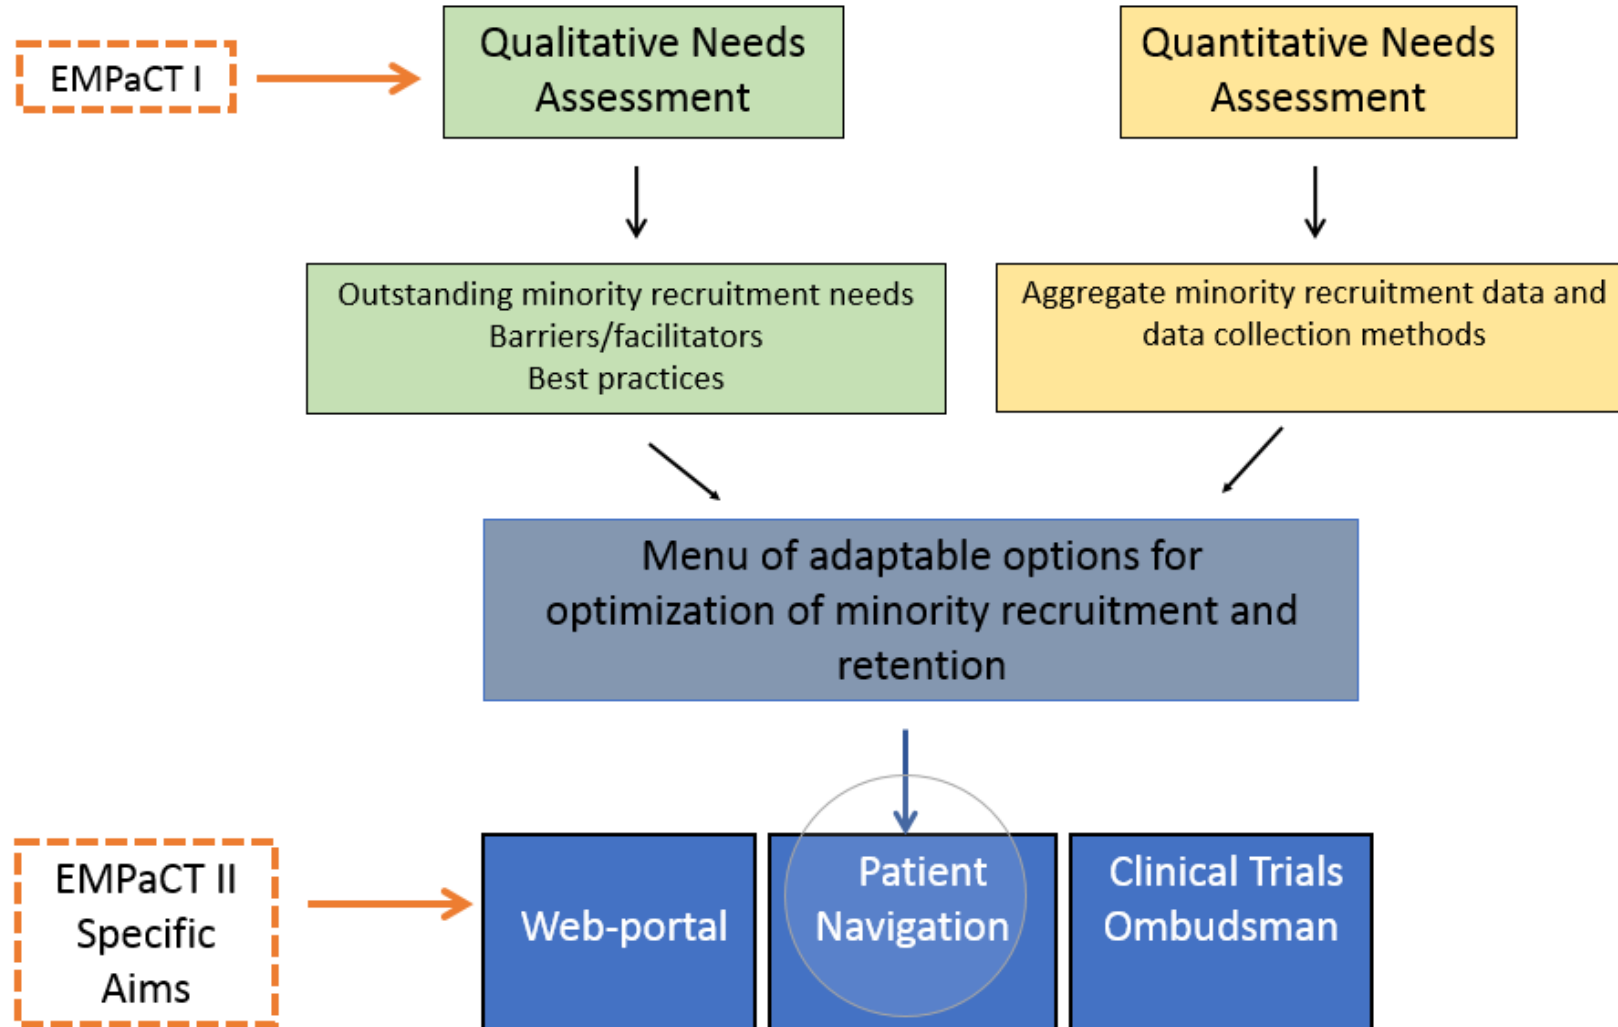 EMPaCT I
Qualitative Needs
Assessment
Quantitative Needs
Assessment
Outstanding minority recruitment needs
Barriers/facilitators
Best practices
Aggregate minority recruitment data and
data collection methods
Menu of adaptable options for
optimization of minority recruitment and
retention
EMPaCT II
Specific
Aims
Web-portal
Patient
Navigation
Clinical Trials
Ombudsman